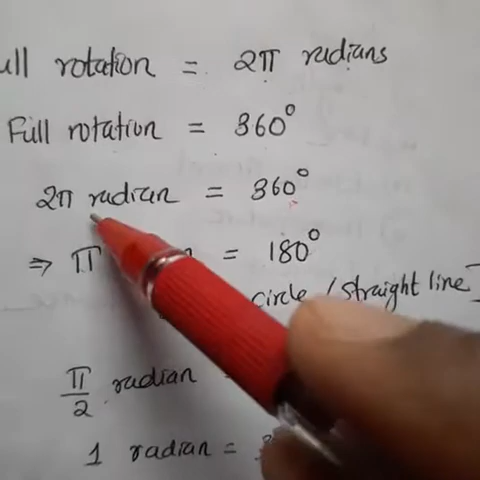 ull rotation = 2π radians
Full rotation = 360°
2π radian = 360°
⇒ π n = 180°
circle / straight line
π/2 radian =
1 radian =